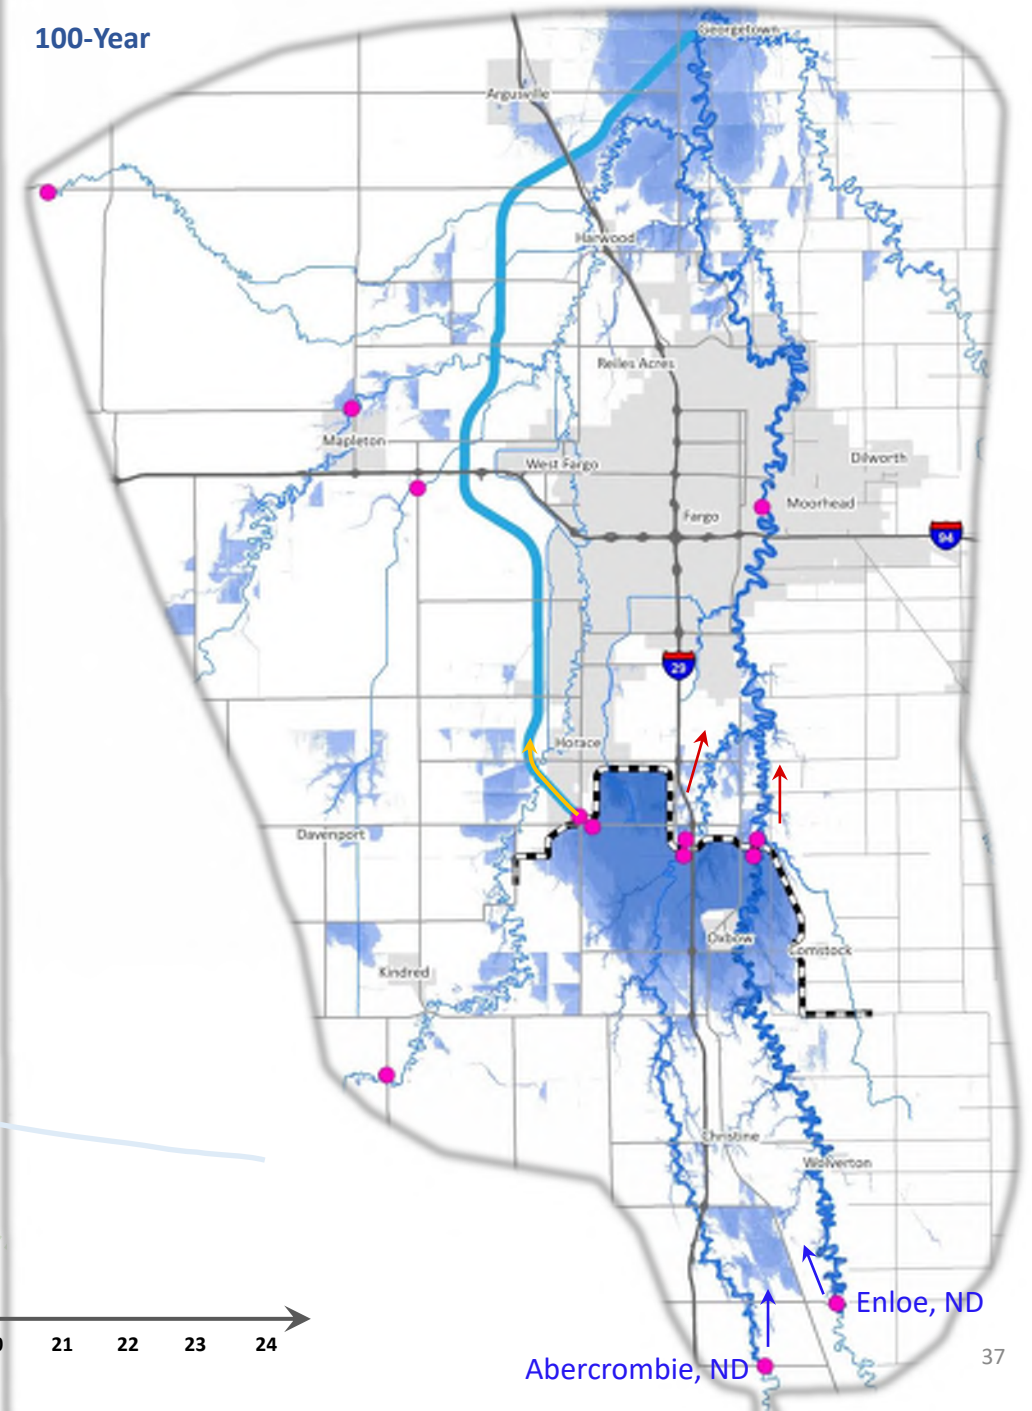 100-Year
Georgetown
Argusville
Harwood
Reiles Acres
Mapleton
West Fargo
Dilworth
Moorhead
Fargo
94
29
Horace
Davenport
Oxbow
Comstock
Kindred
Christine
Wolverton
Enloe, ND
Abercrombie, ND
21 22 23 24
37